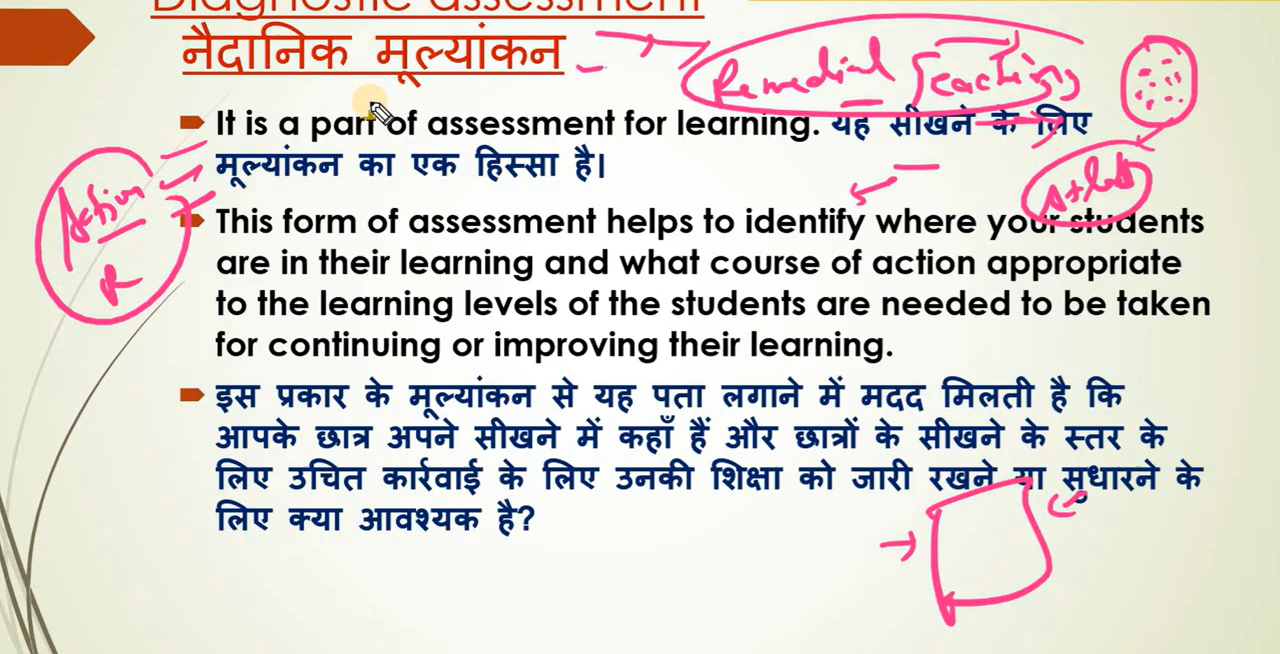 Diagnostic assessment
नैदानिक मूल्यांकन
Remedial Teaching
It is a part of assessment for learning. यह सीखने के लिए
मूल्यांकन का एक हिस्सा है।
Action
R
This form of assessment helps to identify where your students
are in their learning and what course of action appropriate
to the learning levels of the students are needed to be taken
for continuing or improving their learning.
इस प्रकार के मूल्यांकन से यह पता लगाने में मदद मिलती है कि
आपके छात्र अपने सीखने में कहाँ हैं और छात्रों के सीखने के स्तर के
लिए उचित कार्रवाई के लिए उनकी शिक्षा को जारी रखने या सुधारने के
लिए क्या आवश्यक है?